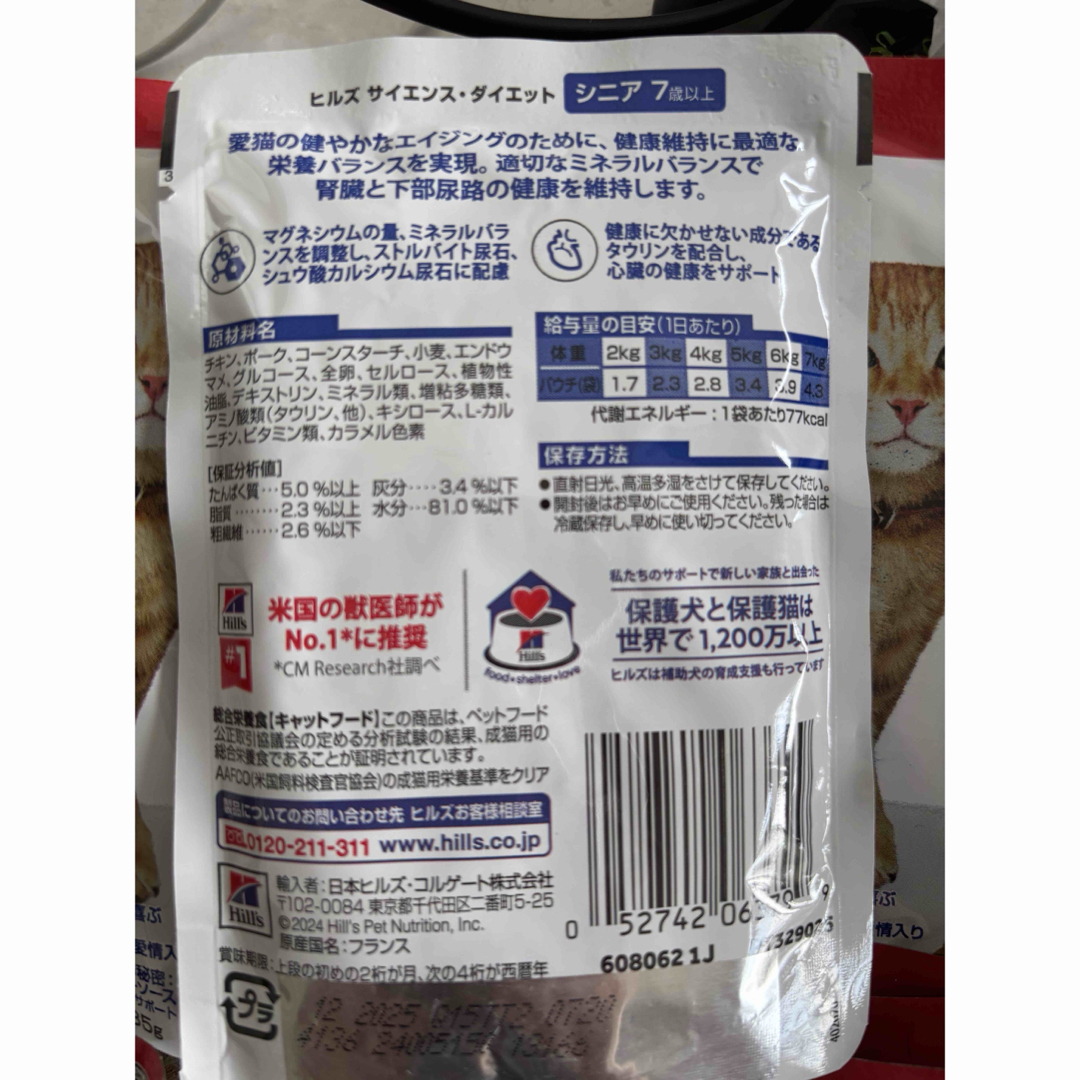 ヒルズ サイエンス・ダイエット シニア 7歳以上
愛猫の健やかなエイジングのために、健康維持に最適な
栄養バランスを実現。適切なミネラルバランスで
腎臓と下部尿路の健康を維持します。
マグネシウムの量、ミネラルバラ
ンスを調整し、ストルバイト尿石、
シュウ酸カルシウム尿石に配慮
健康に欠かせない成分である
タウリンを配合し、
心臓の健康をサポート
原材料名
チキン、ポーク、コーンスターチ、小麦、エンドウ
マメ、グルコース、全卵、セルロース、植物性
油脂、デキストリン、ミネラル類、増粘多糖類、
アミノ酸類(タウリン、他)、キシロース、L-カル
ニチン、ビタミン類、カラメル色素
[保証分析値]
たんぱく質…5.0％以上 灰分‥‥3.4％以下
脂質‥‥‥‥2.3％以上 水分…81.0％以下
粗繊維……2.6％以下
給与量の目安(1日あたり)
体重 2kg 3kg 4kg 5kg 6kg 7kg
パウチ(袋) 1.7 2.3 2.8 3.4 3.9 4.3
代謝エネルギー:1袋あたり77kcal
保存方法
●直射日光、高温多湿をさけて保存してください。
●開封後はお早めにご使用ください。残った場合は
冷蔵保存し、早めに使い切ってください。
Hill's
#1
米国の獣医師が
No.1*に推奨
*CM Research社調べ
Hill's
food•shelter•love
私たちのサポートで新しい家族と出会った
保護犬と保護猫は
世界で1,200万以上
ヒルズは補助犬の育成支援も行っています
総合栄養食【キャットフード】この商品は、ペットフード
公正取引協議会の定める分析試験の結果、成猫用の
総合栄養食であることが証明されています。
AAFCO(米国飼料検査官協会)の成猫用栄養基準をクリア
製品についてのお問い合わせ先 ヒルズお客様相談室
0120-211-311 www.hills.co.jp
Hill's
輸入者:日本ヒルズ・コルゲート株式会社
〒102-0084 東京都千代田区二番町5-25
©2024 Hill's Pet Nutrition, Inc.
原産国名:フランス
賞味期限:上段の初めの2桁が月、次の4桁が西暦年
0 52742
608062 1J
プラ
12 2025
愛情入り
秘密:
ソース
サポート
85g
情入り